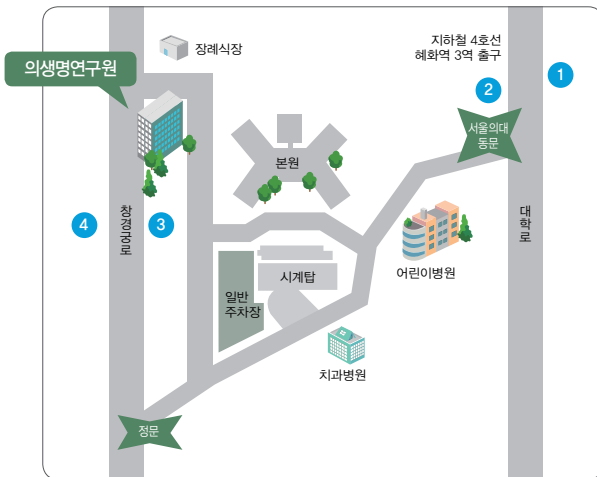 장례식장
지하철 4호선
혜화역 3역 출구
의생명연구원
1
2
서울의대
동문
본원
4
창경궁로
3
대학로
어린이병원
시계탑
일반
주차장
치과병원
정문